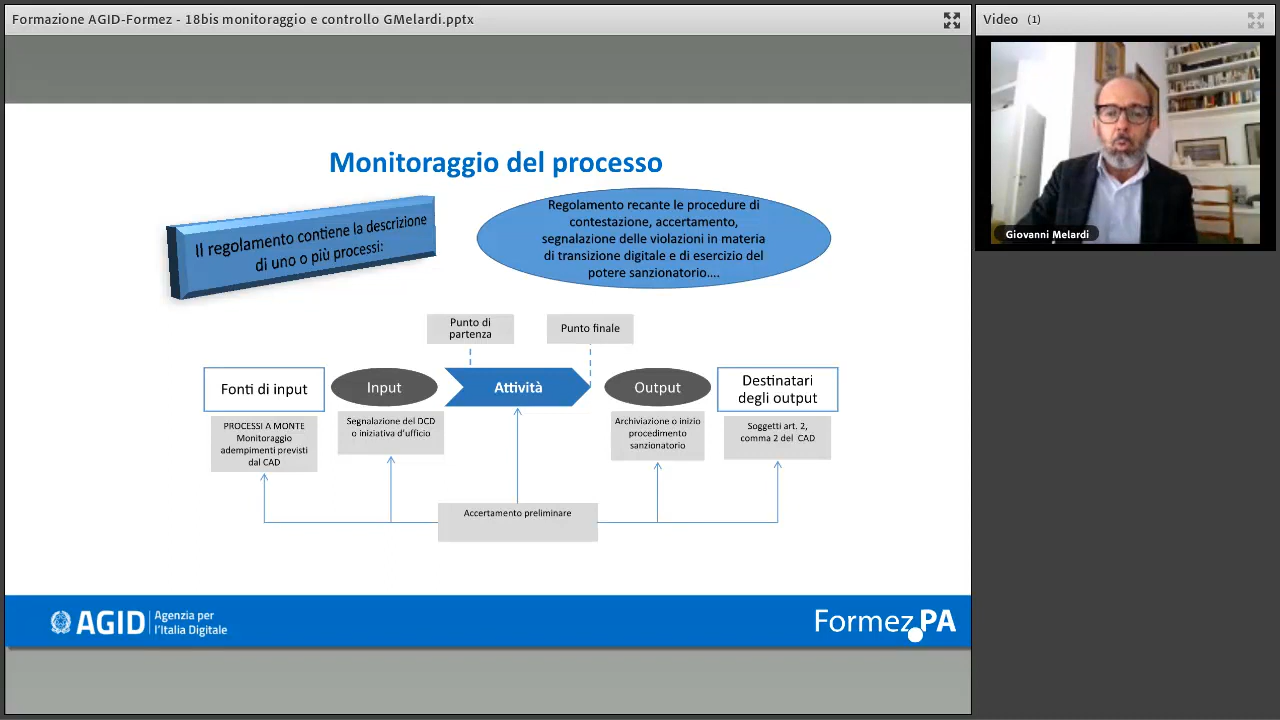 Formazione AGID-Formez - 18bis monitoraggio e controllo GMelardi.pptx
Video (1)
Giovanni Melardi
Monitoraggio del processo
Il regolamento contiene la descrizione
di uno o più processi:
Regolamento recante le procedure di
contestazione, accertamento,
segnalazione delle violazioni in materia
di transizione digitale e di esercizio del
potere sanzionatorio....
Punto di
partenza
Punto finale
Fonti di input
Input
Attività
Output
Destinatari
degli output
PROCESSI A MONTE
Monitoraggio
adempimenti previsti
dal CAD
Segnalazione del DCD
o iniziativa d'ufficio
Archiviazione o inizio
procedimento
sanzionatorio
Soggetti art. 2,
comma 2 del CAD
Accertamento preliminare
AGID
Agenzia per
l'Italia Digitale
Formez.PA